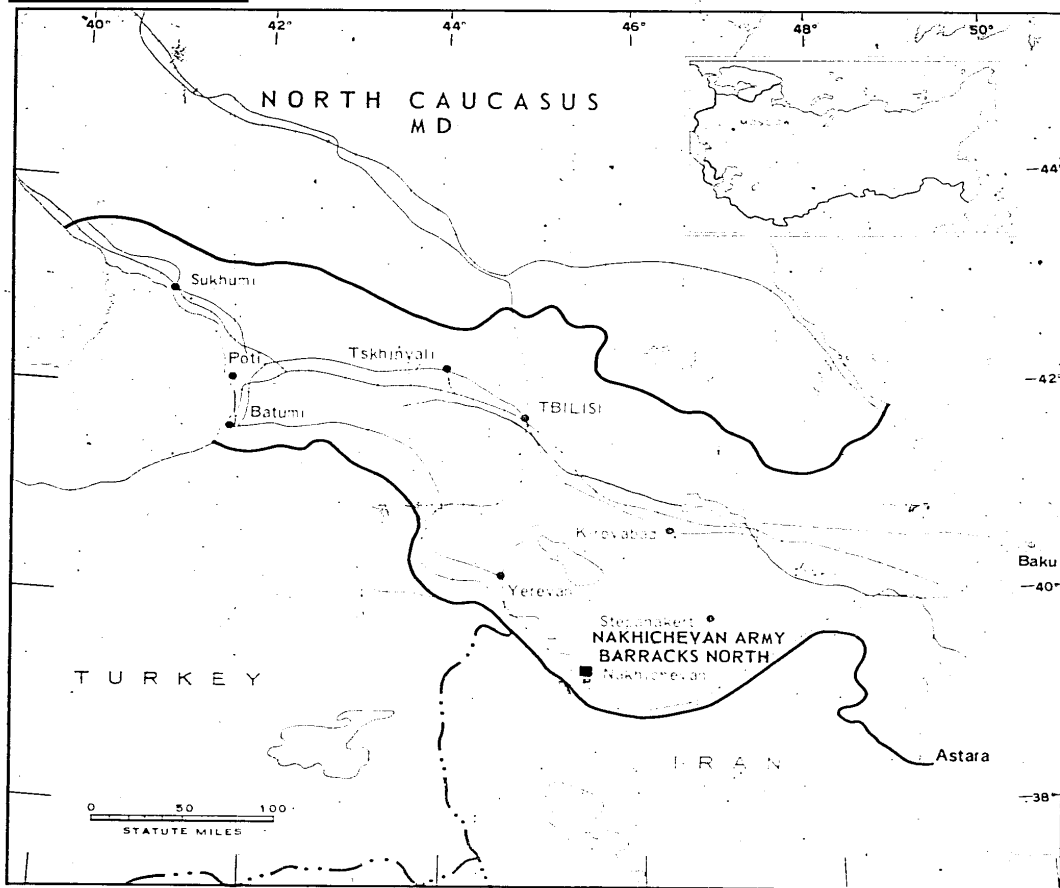 40° 42° 44° 46° 48° 50°
NORTH CAUCASUS
MD
MOSCOW
44°
Sukhumi
Poti
Tskhinvali
42°
Batumi
TBILISI
Kirovabad
Baku
40°
Yerevan
Stepanakert
NAKHICHEVAN ARMY
BARRACKS NORTH
Nakhichevan
TURKEY
IRAN
Astara
38°
0 50 100
STATUTE MILES